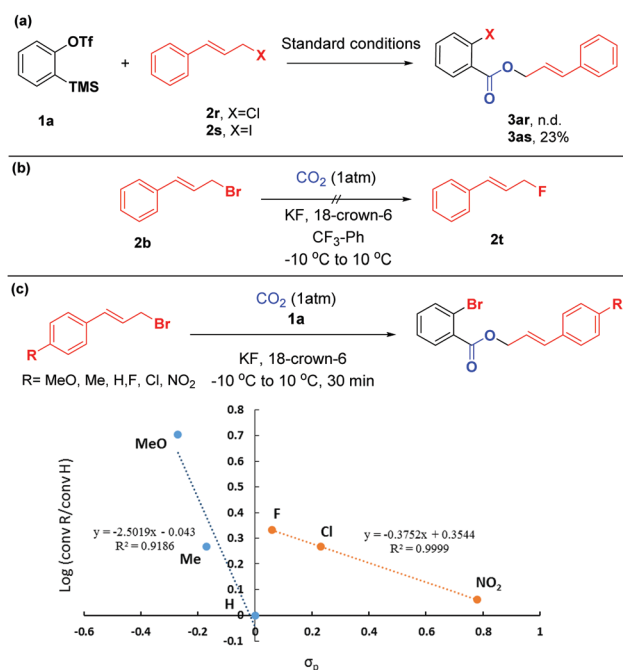 (a)
OTf
TMS
1a
+
X
2r, X=Cl
2s, X=I
Standard conditions
X
O
O
3ar, n.d.
3as, 23%
(b)
Br
2b
CO2 (1atm)
KF, 18-crown-6
CF3-Ph
-10 °C to 10 °C
F
2t
(c)
R
Br
R= MeO, Me, H,F, Cl, NO2
CO2 (1atm)
1a
KF, 18-crown-6
-10 °C to 10 °C, 30 min
Br
O
O
R
Log (conv R/conv H)
0.8
0.7
0.6
0.5
0.4
0.3
0.2
0.1
0
-0.1
MeO
y = -2.5019x - 0.043
R² = 0.9186
Me
H
F
Cl
y = -0.3752x + 0.3544
R² = 0.9999
NO2
-0.6 -0.4 -0.2 0 0.2 0.4 0.6 0.8 1
σp